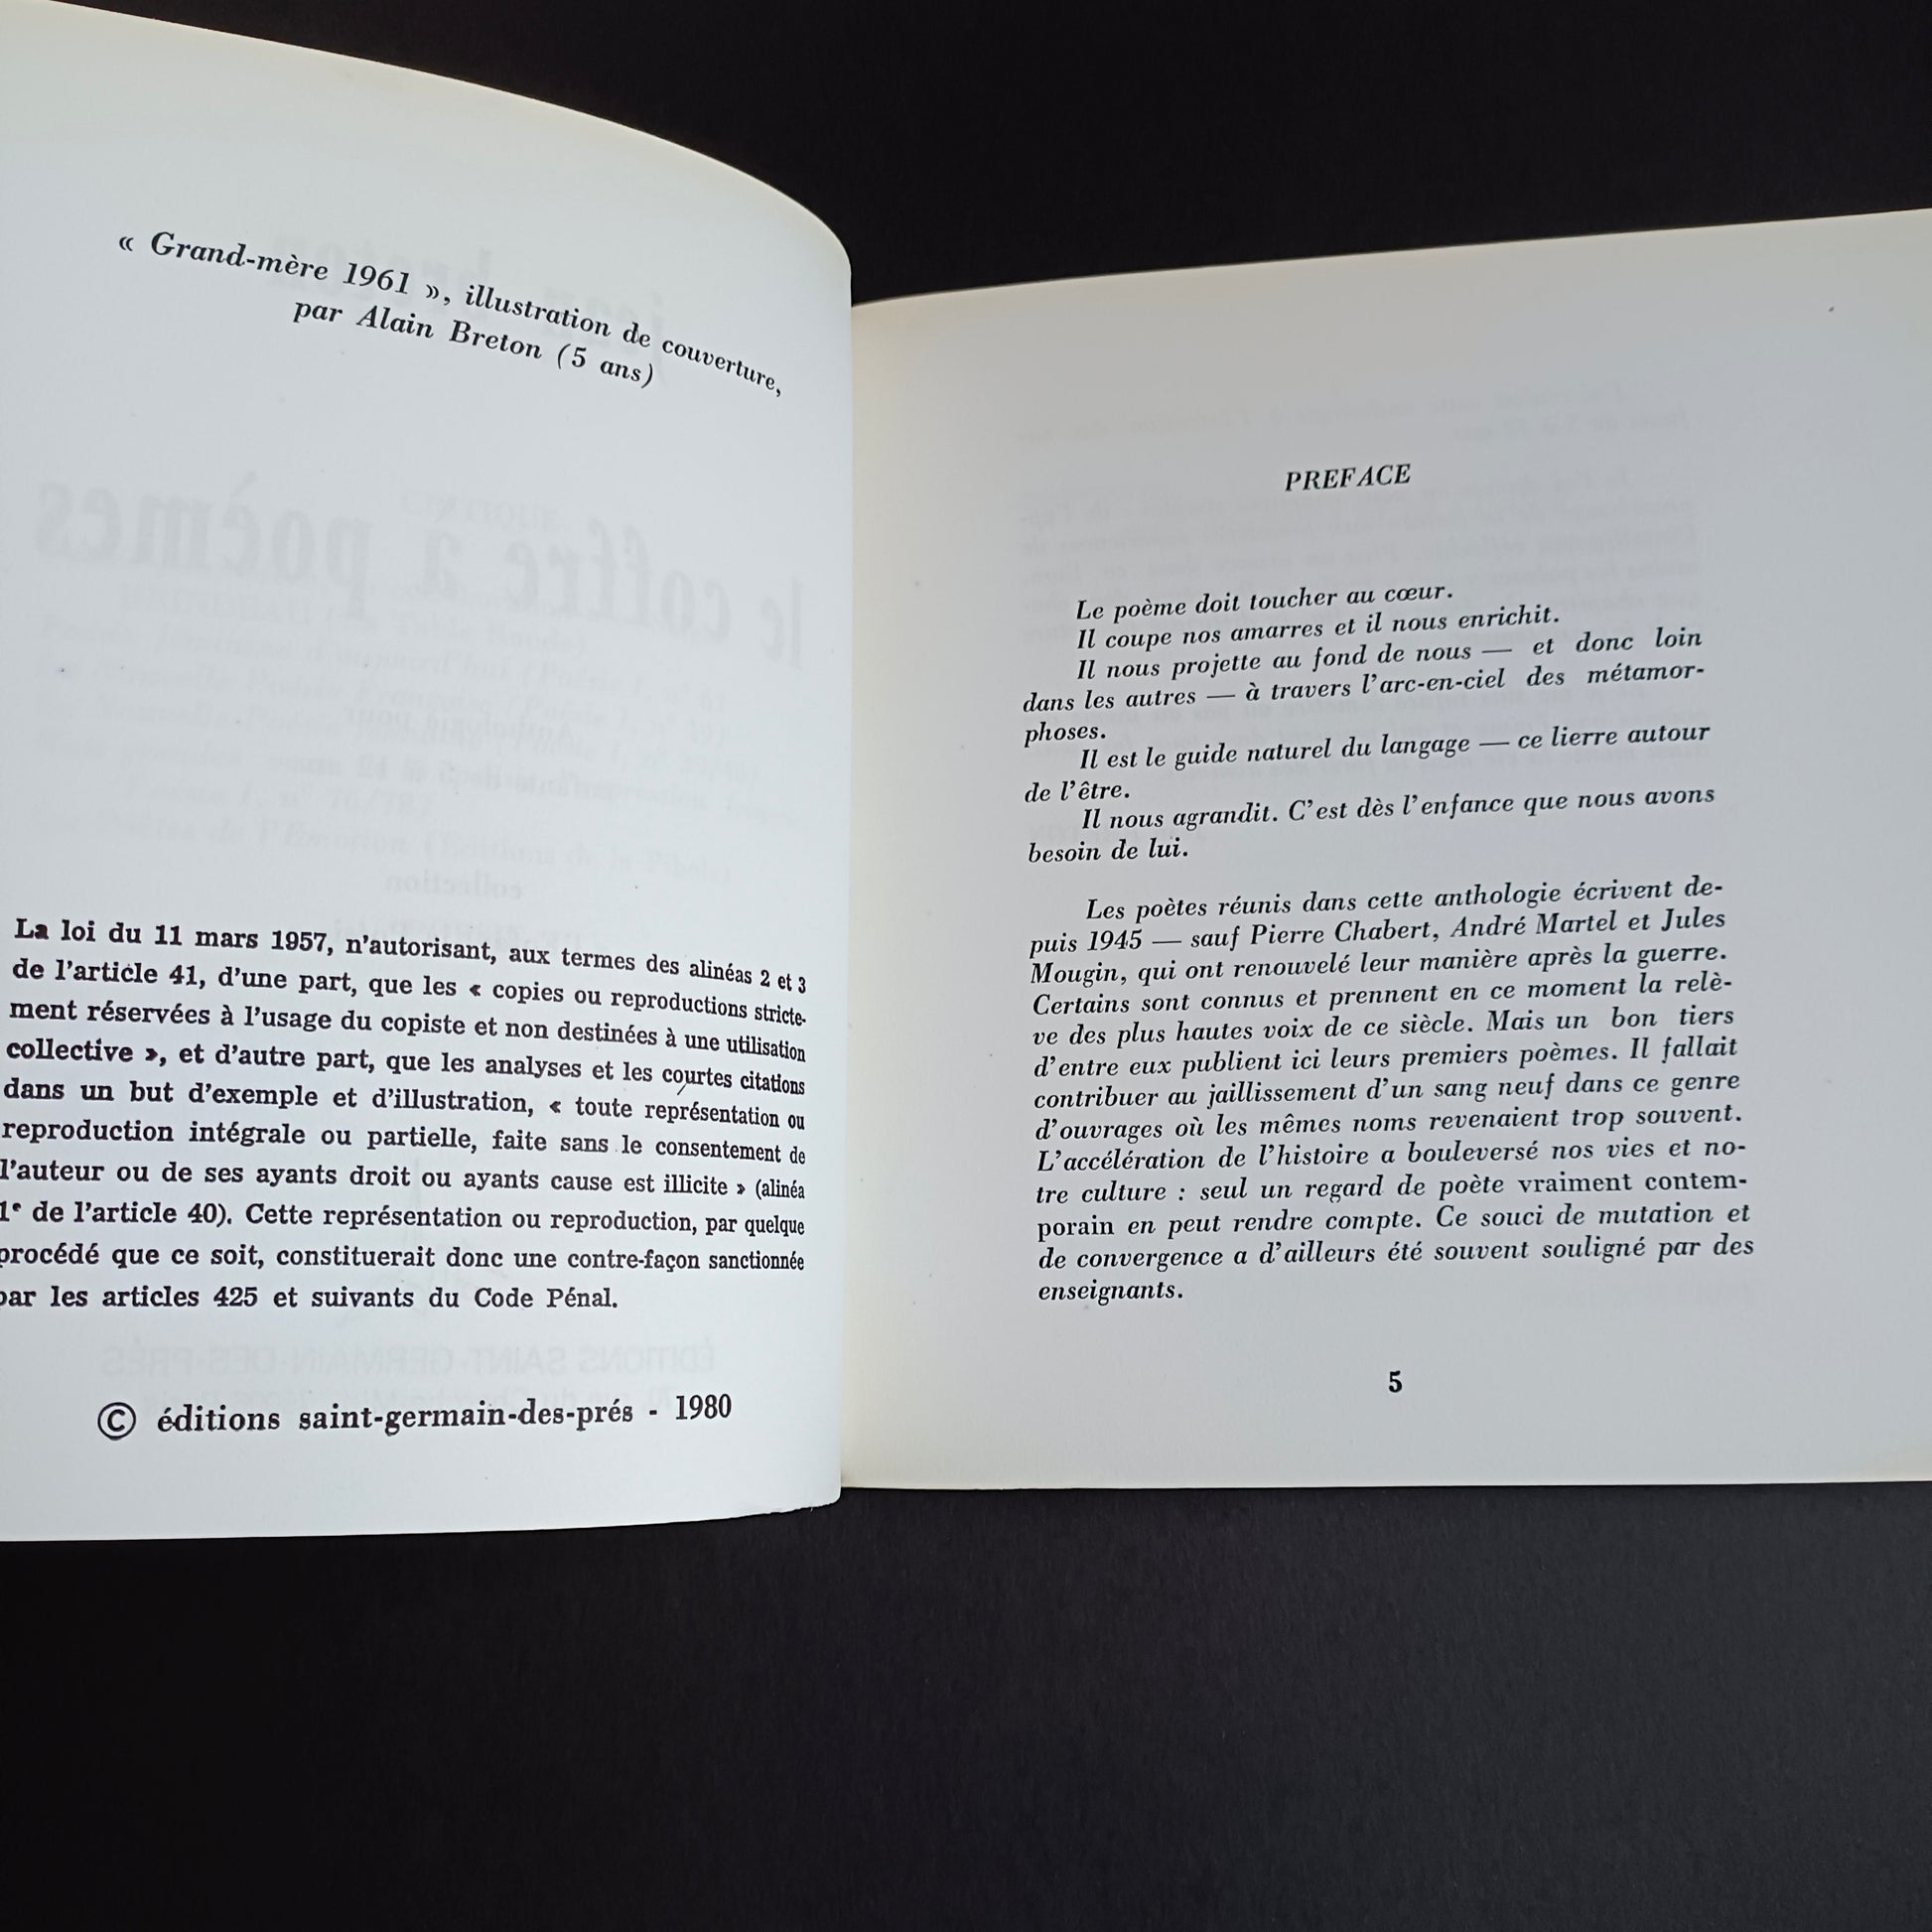 « Grand-mère 1961 », illustration de couverture,
par Alain Breton (5 ans)
le coffre à poèmes
La loi du 11 mars 1957, n'autorisant, aux termes des alinéas 2 et 3
de l'article 41, d'une part, que les « copies ou reproductions stricte-
ment réservées à l'usage du copiste et non destinées à une utilisation
collective », et d'autre part, que les analyses et les courtes citations
dans un but d'exemple et d'illustration, « toute représentation ou
reproduction intégrale ou partielle, faite sans le consentement de
l'auteur ou de ses ayants droit ou ayants cause est illicite » (alinéa
1er de l'article 40). Cette représentation ou reproduction, par quelque
procédé que ce soit, constituerait donc une contre-façon sanctionnée
par les articles 425 et suivants du Code Pénal.
© éditions saint-germain-des-prés - 1980
PREFACE
Le poème doit toucher au cœur.
Il coupe nos amarres et il nous enrichit.
Il nous projette au fond de nous — et donc loin
dans les autres — à travers l'arc-en-ciel des métamor-
phoses.
Il est le guide naturel du langage — ce lierre autour
de l'être.
Il nous agrandit. C'est dès l'enfance que nous avons
besoin de lui.
Les poètes réunis dans cette anthologie écrivent de-
puis 1945 — sauf Pierre Chabert, André Martel et Jules
Mougin, qui ont renouvelé leur manière après la guerre.
Certains sont connus et prennent en ce moment la relè-
ve des plus hautes voix de ce siècle. Mais un bon tiers
d'entre eux publient ici leurs premiers poèmes. Il fallait
contribuer au jaillissement d'un sang neuf dans ce genre
d'ouvrages où les mêmes noms revenaient trop souvent.
L'accélération de l'histoire a bouleversé nos vies et no-
tre culture : seul un regard de poète vraiment contem-
porain en peut rendre compte. Ce souci de mutation et
de convergence a d'ailleurs été souvent souligné par des
enseignants.
5